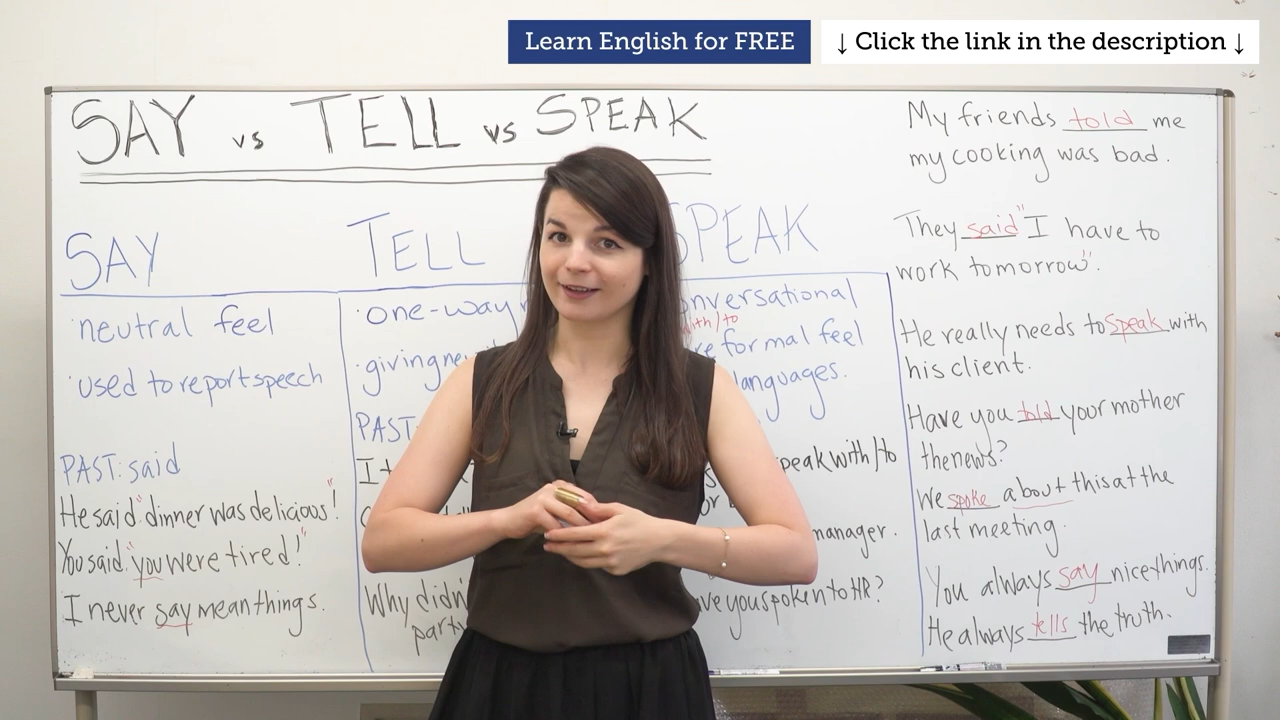 Learn English for FREE
↓ Click the link in the description ↓
SAY vs TELL vs SPEAK
SAY
·neutral feel
·used to report speech
PAST: said
He said "dinner was delicious"!
You said "you were tired!"
I never say mean things.
TELL
·one-way
·giving
PAST:
I
Why
SPEAK
with/to
formal feel
languages.
speak with/to
manager.
you spoken to HR?
My friends told me
my cooking was bad.
They said "I have to
work tomorrow".
He really needs to speak with
his client.
Have you told your mother
the news?
We spoke about this at the
last meeting.
You always say nice things.
He always tells the truth.